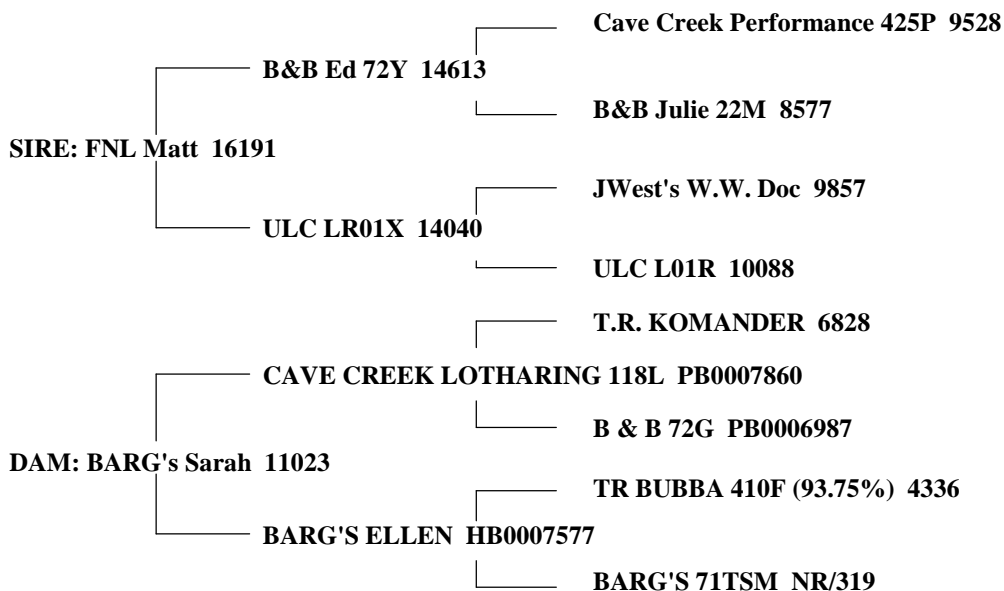 Cave Creek Performance 425P 9528
B&B Ed 72Y 14613
B&B Julie 22M 8577
SIRE: FNL Matt 16191
JWest's W.W. Doc 9857
ULC LR01X 14040
ULC L01R 10088
T.R. KOMANDER 6828
CAVE CREEK LOTHARING 118L PB0007860
B & B 72G PB0006987
DAM: BARG's Sarah 11023
TR BUBBA 410F (93.75%) 4336
BARG'S ELLEN HB0007577
BARG'S 71TSM NR/319